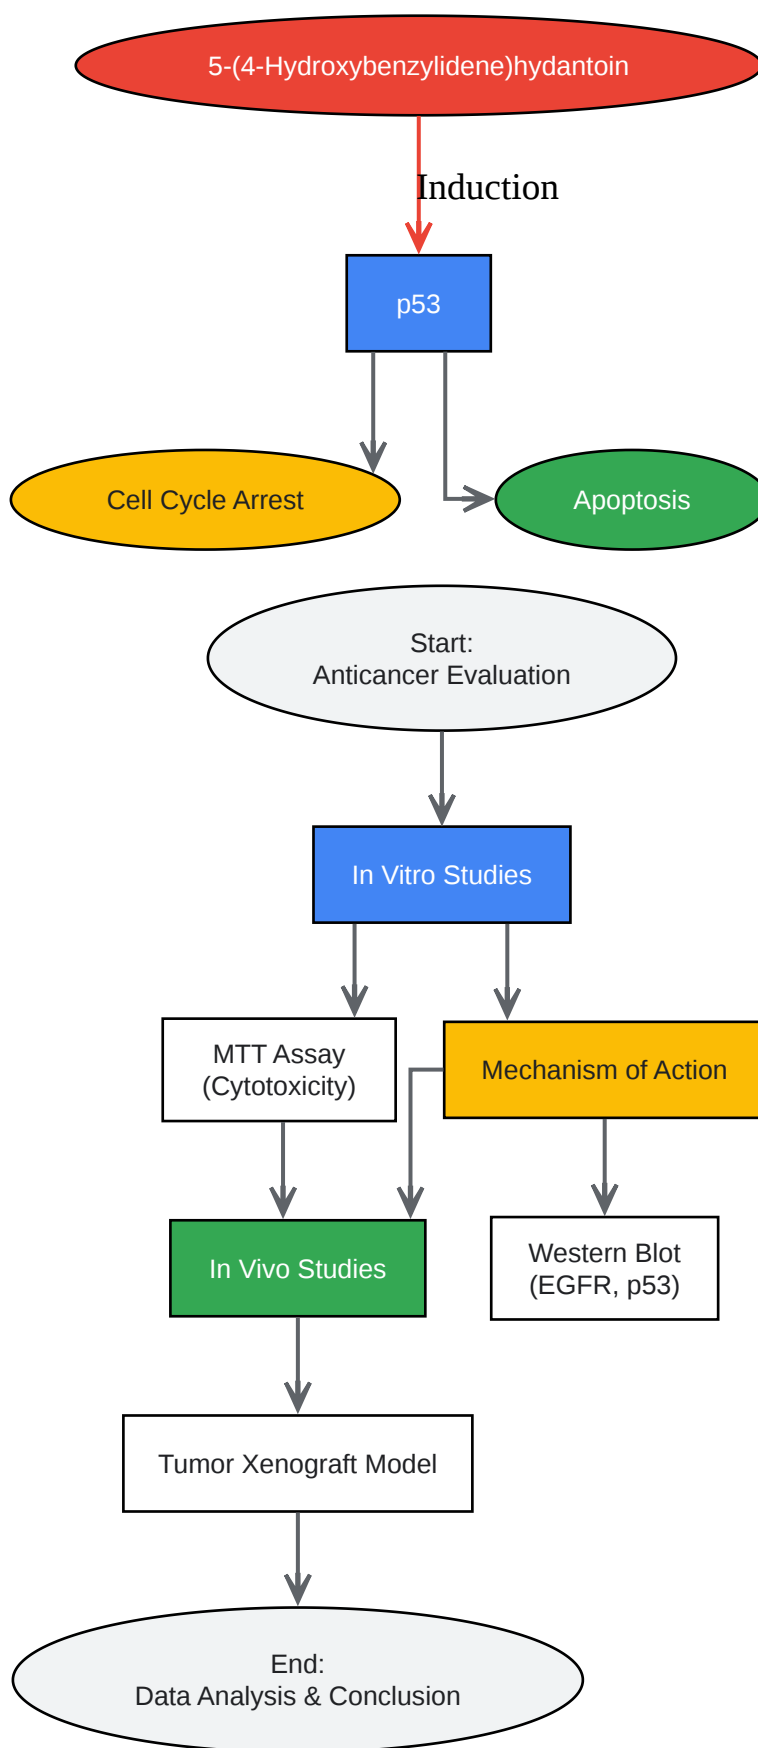 5-(4-Hydroxybenzylidene)hydantoin
Induction
p53
Cell Cycle Arrest
Apoptosis
Start:
Anticancer Evaluation
In Vitro Studies
MTT Assay
(Cytotoxicity)
Mechanism of Action
In Vivo Studies
Western Blot
(EGFR, p53)
Tumor Xenograft Model
End:
Data Analysis & Conclusion